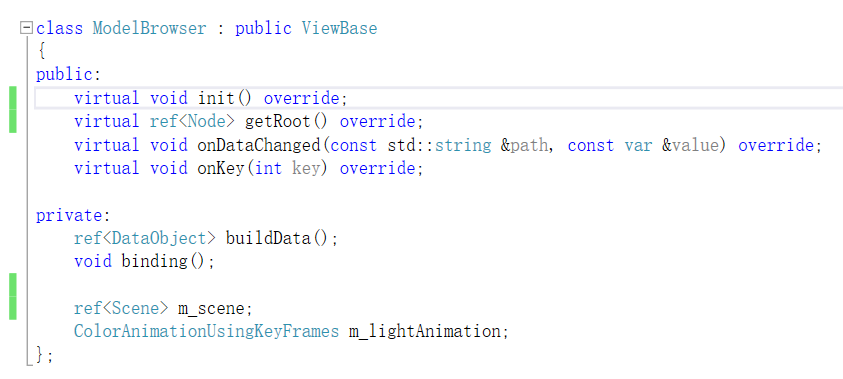 class ModelBrowser : public ViewBase
{
public:
    virtual void init() override;
    virtual ref<Node> getRoot() override;
    virtual void onDataChanged(const std::string &path, const var &value) override;
    virtual void onKey(int key) override;

private:
    ref<DataObject> buildData();
    void binding();

    ref<Scene> m_scene;
    ColorAnimationUsingKeyFrames m_lightAnimation;
};